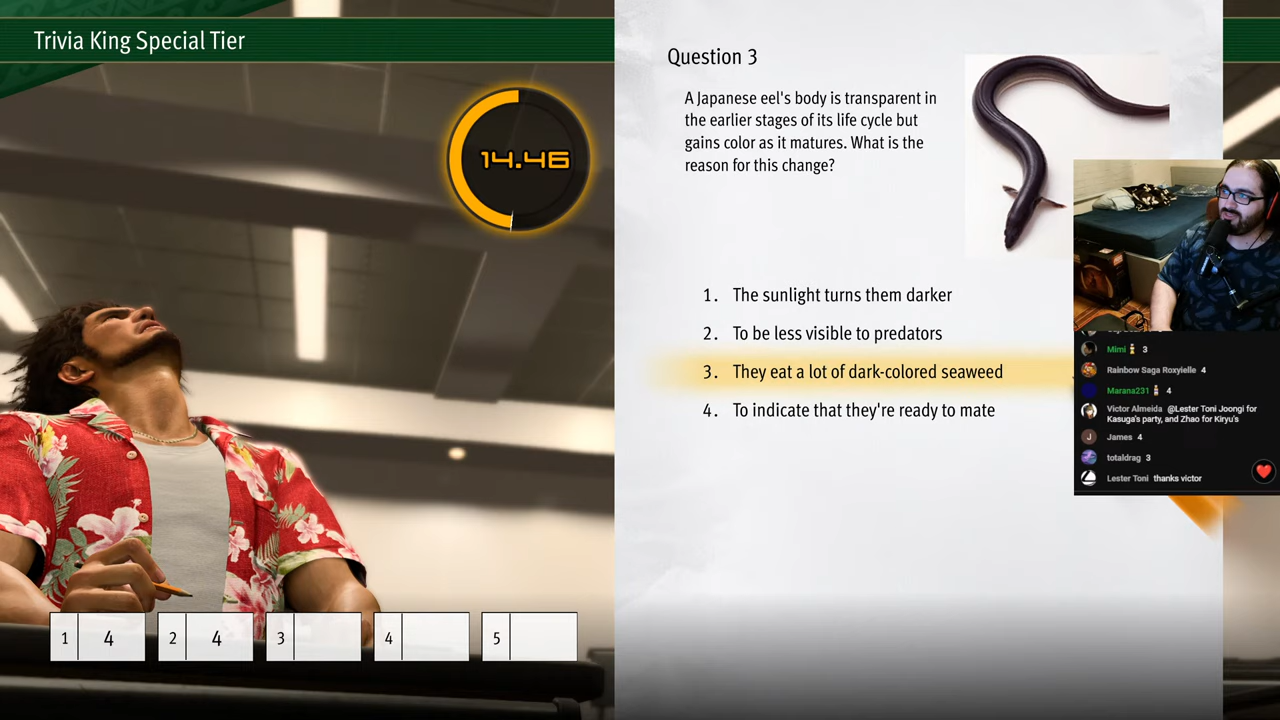 Trivia King Special Tier
14.46
Question 3
A Japanese eel's body is transparent in
the earlier stages of its life cycle but
gains color as it matures. What is the
reason for this change?
1. The sunlight turns them darker
2. To be less visible to predators
3. They eat a lot of dark-colored seaweed
4. To indicate that they're ready to mate
Mimi 3
Rainbow Saga Roxyielle 4
Marana231 4
Victor Almeida @Lester Toni Joongi for
Kasuga's party, and Zhao for Kiryu's
J James 4
totaldrag 3
Lester Toni thanks victor
1 4 2 4 3 4 5